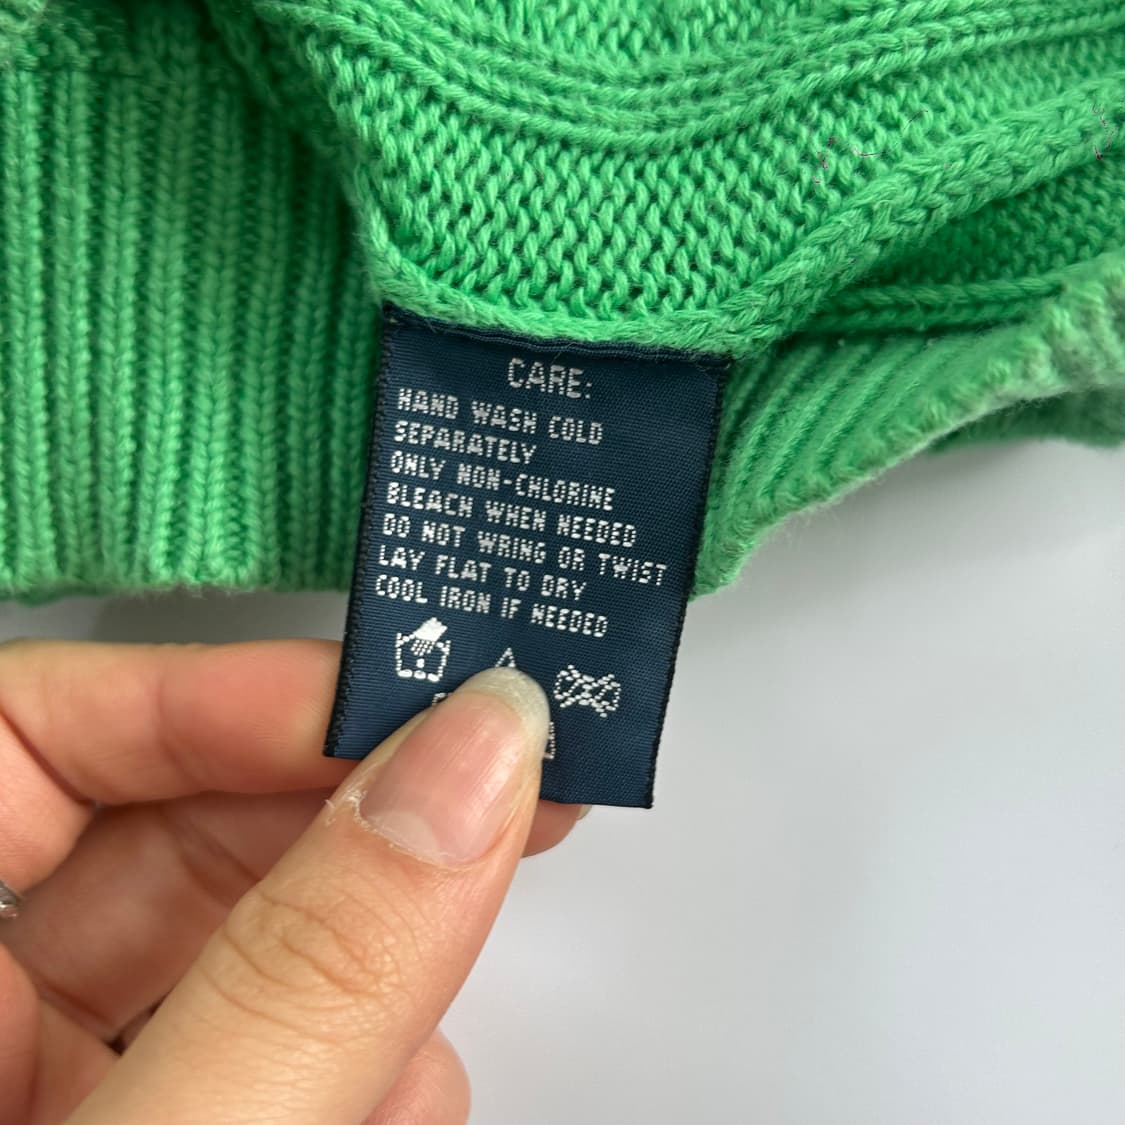 CARE:
HAND WASH COLD
SEPARATELY
ONLY NON-CHLORINE
BLEACH WHEN NEEDED
DO NOT WRING OR TWIST
LAY FLAT TO DRY
COOL IRON IF NEEDED